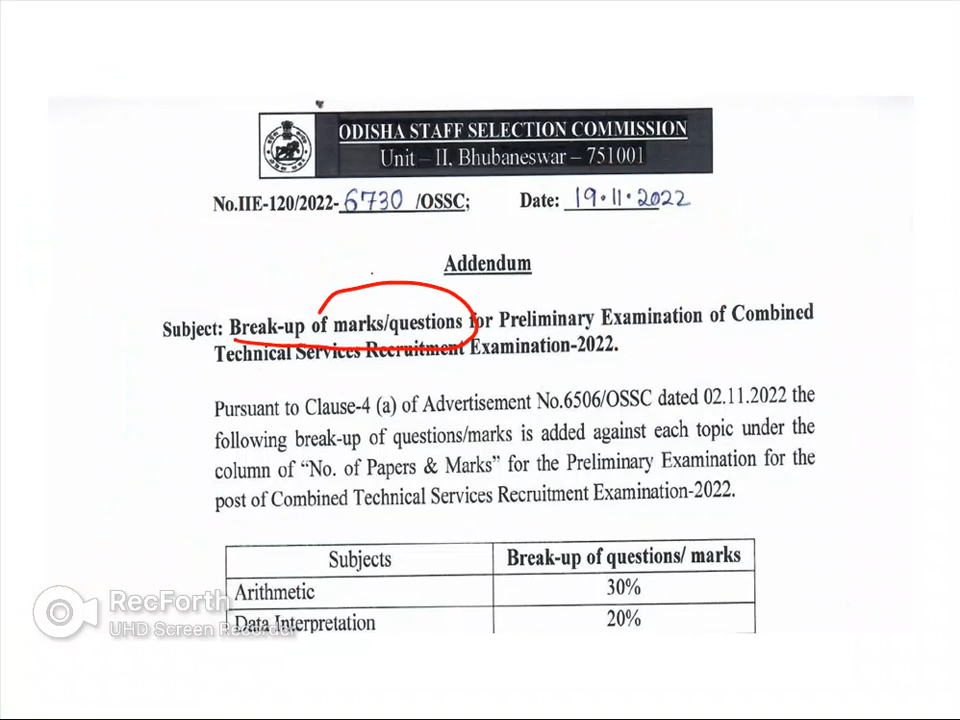 ODISHA STAFF SELECTION COMMISSION
Unit – II, Bhubaneswar – 751001
No.IIE-120/2022- 6730 /OSSC; Date: 19.11.2022
Addendum
Subject: Break-up of marks/questions for Preliminary Examination of Combined
Technical Services Recruitment Examination-2022.
Pursuant to Clause-4 (a) of Advertisement No.6506/OSSC dated 02.11.2022 the
following break-up of questions/marks is added against each topic under the
column of “No. of Papers & Marks” for the Preliminary Examination for the
post of Combined Technical Services Recruitment Examination-2022.
Subjects Break-up of questions/ marks
Arithmetic 30%
Data Interpretation 20%
RecForth
UHD Screen Recorder